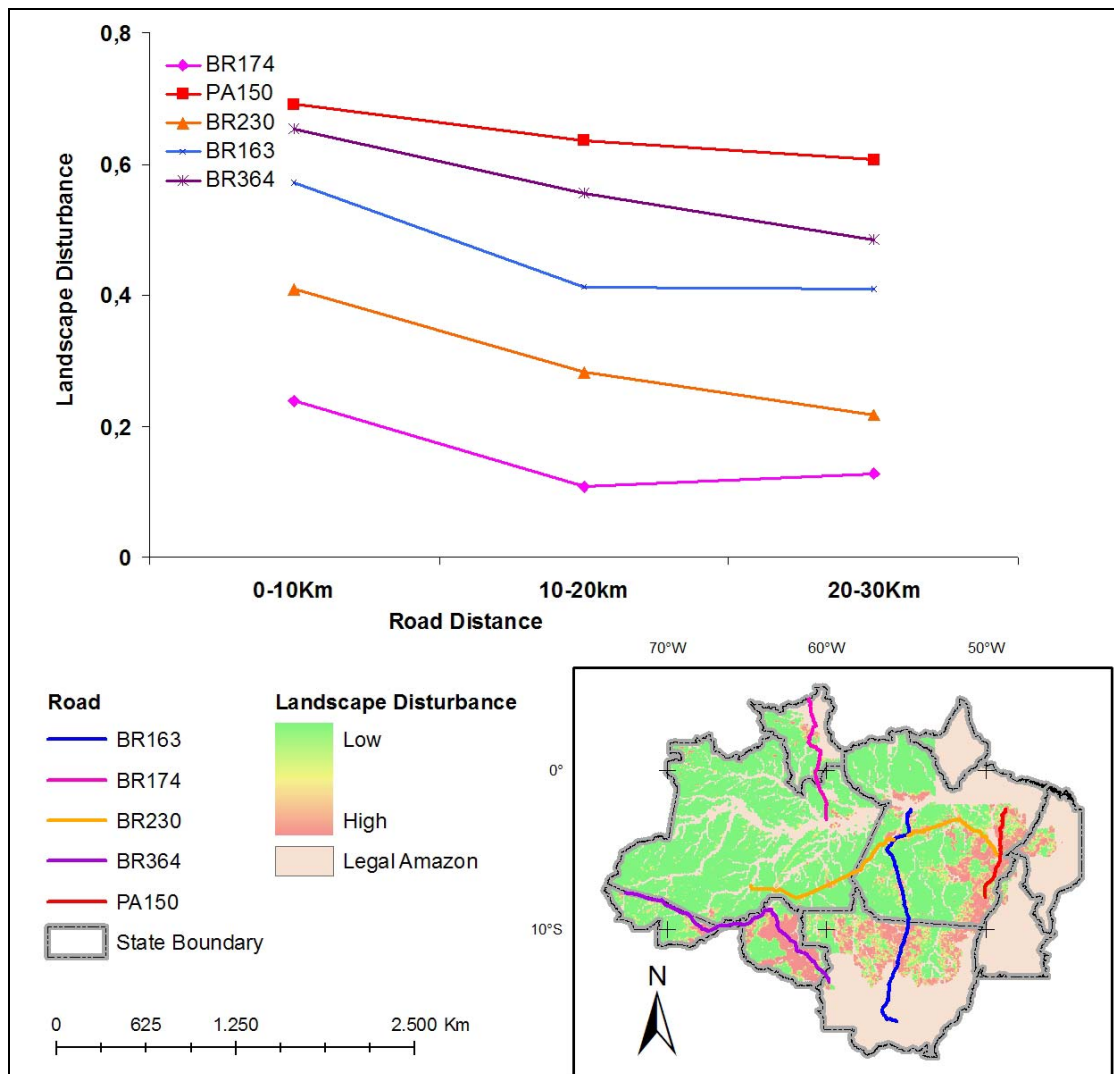 0,8
0,6
0,4
0,2
0
Landscape Disturbance
BR174
PA150
BR230
BR163
BR364
0-10Km
10-20km
20-30Km
Road Distance
Road
BR163
BR174
BR230
BR364
PA150
State Boundary
Landscape Disturbance
Low
High
Legal Amazon
0
625
1.250
2.500 Km
70°W
60°W
50°W
0°
10°S
N